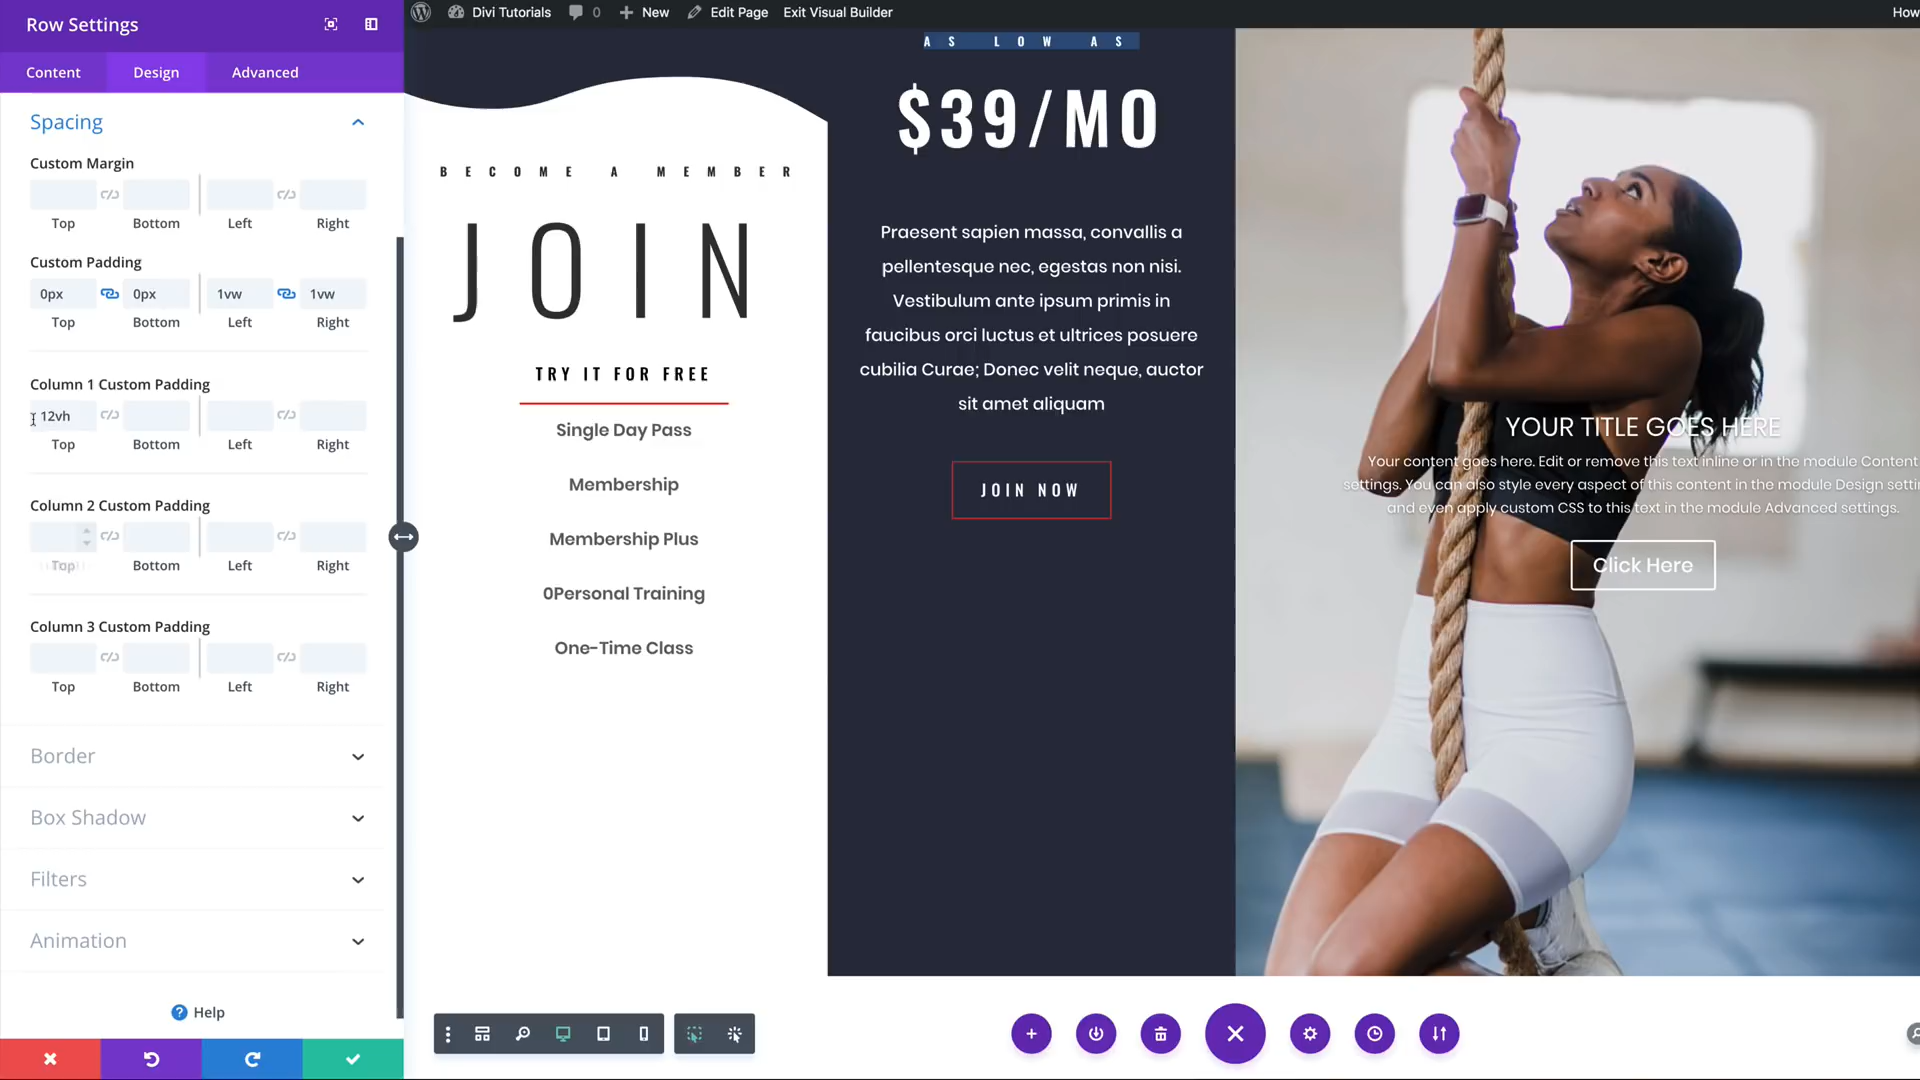 Row Settings
Content
Design
Advanced
Spacing
Custom Margin
Top
Bottom
Left
Right
Custom Padding
0px
0px
1vw
1vw
Top
Bottom
Left
Right
Column 1 Custom Padding
12vh
Top
Bottom
Left
Right
Column 2 Custom Padding
Top
Bottom
Left
Right
Column 3 Custom Padding
Top
Bottom
Left
Right
Border
Box Shadow
Filters
Animation
Help
Divi Tutorials
0
New
Edit Page
Exit Visual Builder
How
BECOME A MEMBER
JOIN
TRY IT FOR FREE
Single Day Pass
Membership
Membership Plus
0Personal Training
One-Time Class
AS LOW AS
$39/MO
Praesent sapien massa, convallis a
pellentesque nec, egestas non nisi.
Vestibulum ante ipsum primis in
faucibus orci luctus et ultrices posuere
cubilia Curae; Donec velit neque, auctor
sit amet aliquam
JOIN NOW
YOUR TITLE GOES HERE
Your content goes here. Edit or remove this text inline or in the module Content
settings. You can also style every aspect of this content in the module Design setti
and even apply custom CSS to this text in the module Advanced settings.
Click Here